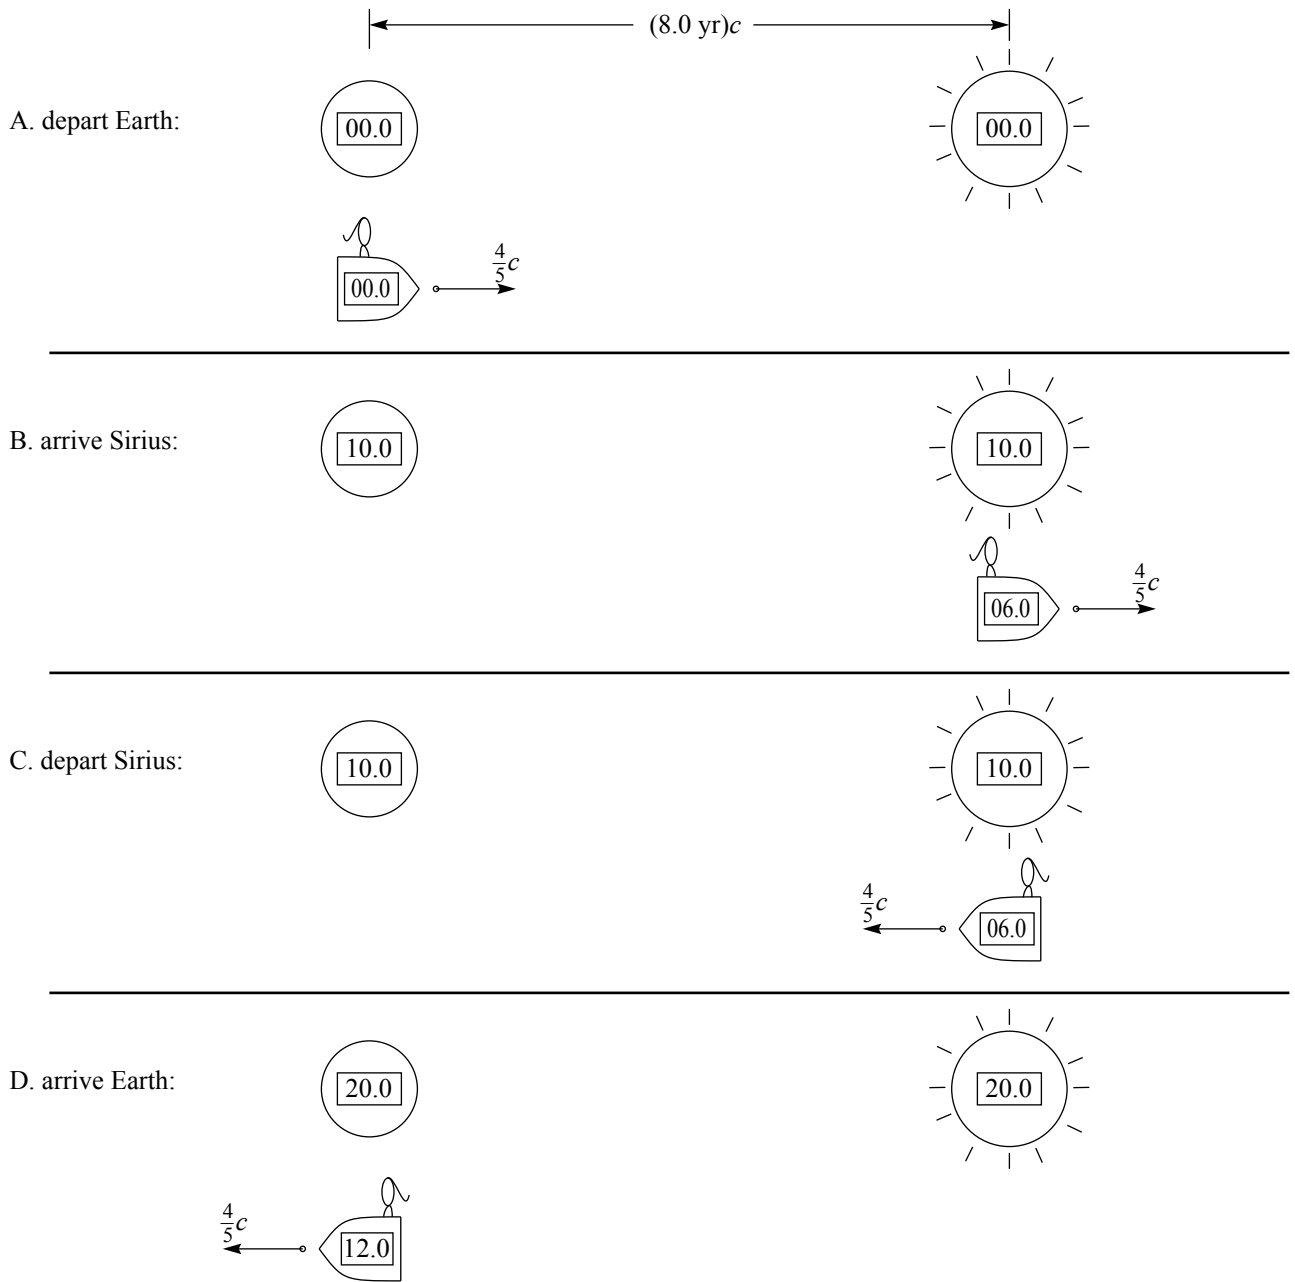 (8.0 yr)c
A. depart Earth:
00.0
00.0
00.0
4/5 c
B. arrive Sirius:
10.0
10.0
06.0
4/5 c
C. depart Sirius:
10.0
10.0
4/5 c
06.0
D. arrive Earth:
20.0
20.0
4/5 c
12.0